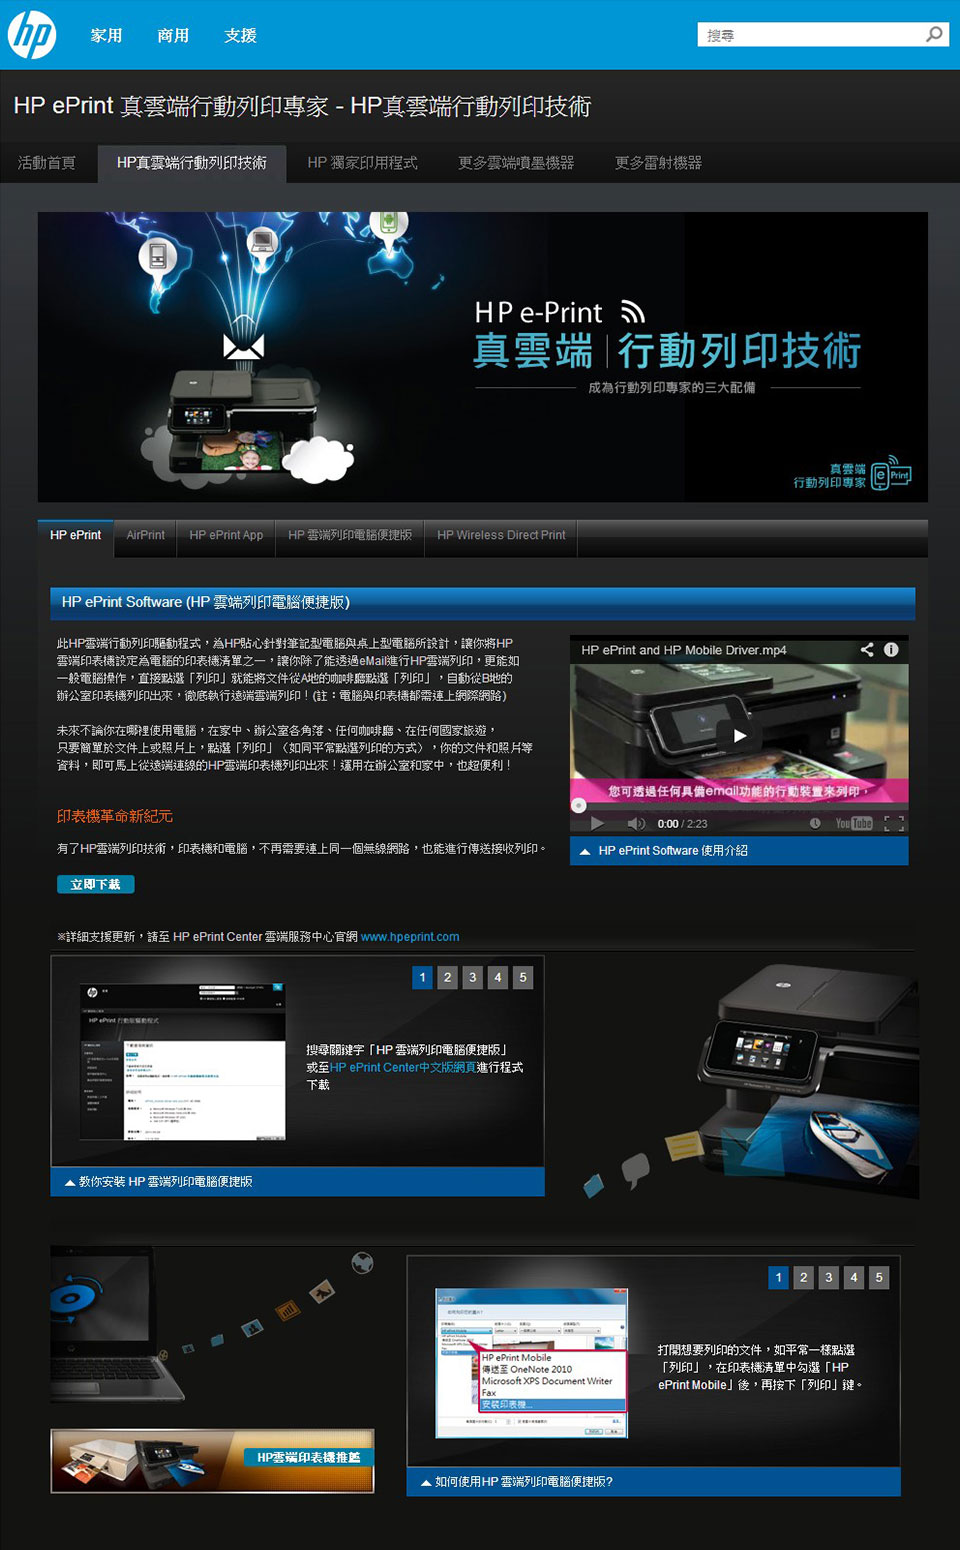 hp
家用
商用
支援
搜尋
HP ePrint 真雲端行動列印專家 - HP真雲端行動列印技術
活動首頁
HP真雲端行動列印技術
HP 獨家印用程式
更多雲端噴墨機器
更多雷射機器
HP e-Print
真雲端|行動列印技術
成為行動列印專家的三大配備
真雲端
行動列印專家
e Print
HP ePrint
AirPrint
HP ePrint App
HP 雲端列印電腦便捷版
HP Wireless Direct Print
HP ePrint Software (HP 雲端列印電腦便捷版)
此HP雲端行動列印驅動程式，為HP貼心針對筆記型電腦與桌上型電腦所設計，讓你將HP
雲端印表機設定為電腦的印表機清單之一，讓你除了能透過eMail進行HP雲端列印，更能如
一般電腦操作，直接點選「列印」就能將文件從A地的咖啡廳點選「列印」，自動從B地的
辦公室印表機列印出來，徹底執行遠端雲端列印！(註：電腦與印表機都需連上網際網路)
未來不論你在哪裡使用電腦，在家中、辦公室各角落、任何咖啡廳、在任何國家旅遊，
只要簡單於文件上或照片上，點選「列印」（如同平常點選列印的方式），你的文件和照片等
資料，即可馬上從遠端連線的HP雲端印表機列印出來！運用在辦公室和家中，也超便利！
印表機革命新紀元
有了HP雲端列印技術，印表機和電腦，不再需要連上同一個無線網路，也能進行傳送接收列印。
立即下載
HP ePrint and HP Mobile Driver.mp4
您可透過任何具備email功能的行動裝置來列印，
0:00 / 2:23
YouTube
HP ePrint Software 使用介紹
※詳細支援更新，請至 HP ePrint Center 雲端服務中心官網 www.hpeprint.com
1 2 3 4 5
HP ePrint 行動版驅動程式
搜尋關鍵字「HP 雲端列印電腦便捷版」
或至HP ePrint Center中文版網頁進行程式
下載
教你安裝 HP 雲端列印電腦便捷版
1 2 3 4 5
HP ePrint Mobile
傳送至 OneNote 2010
Microsoft XPS Document Writer
Fax
安裝印表機...
打開想要列印的文件，如平常一樣點選
「列印」，在印表機清單中勾選「HP
ePrint Mobile」後，再按下「列印」鍵。
HP雲端印表機推薦
如何使用HP 雲端列印電腦便捷版?